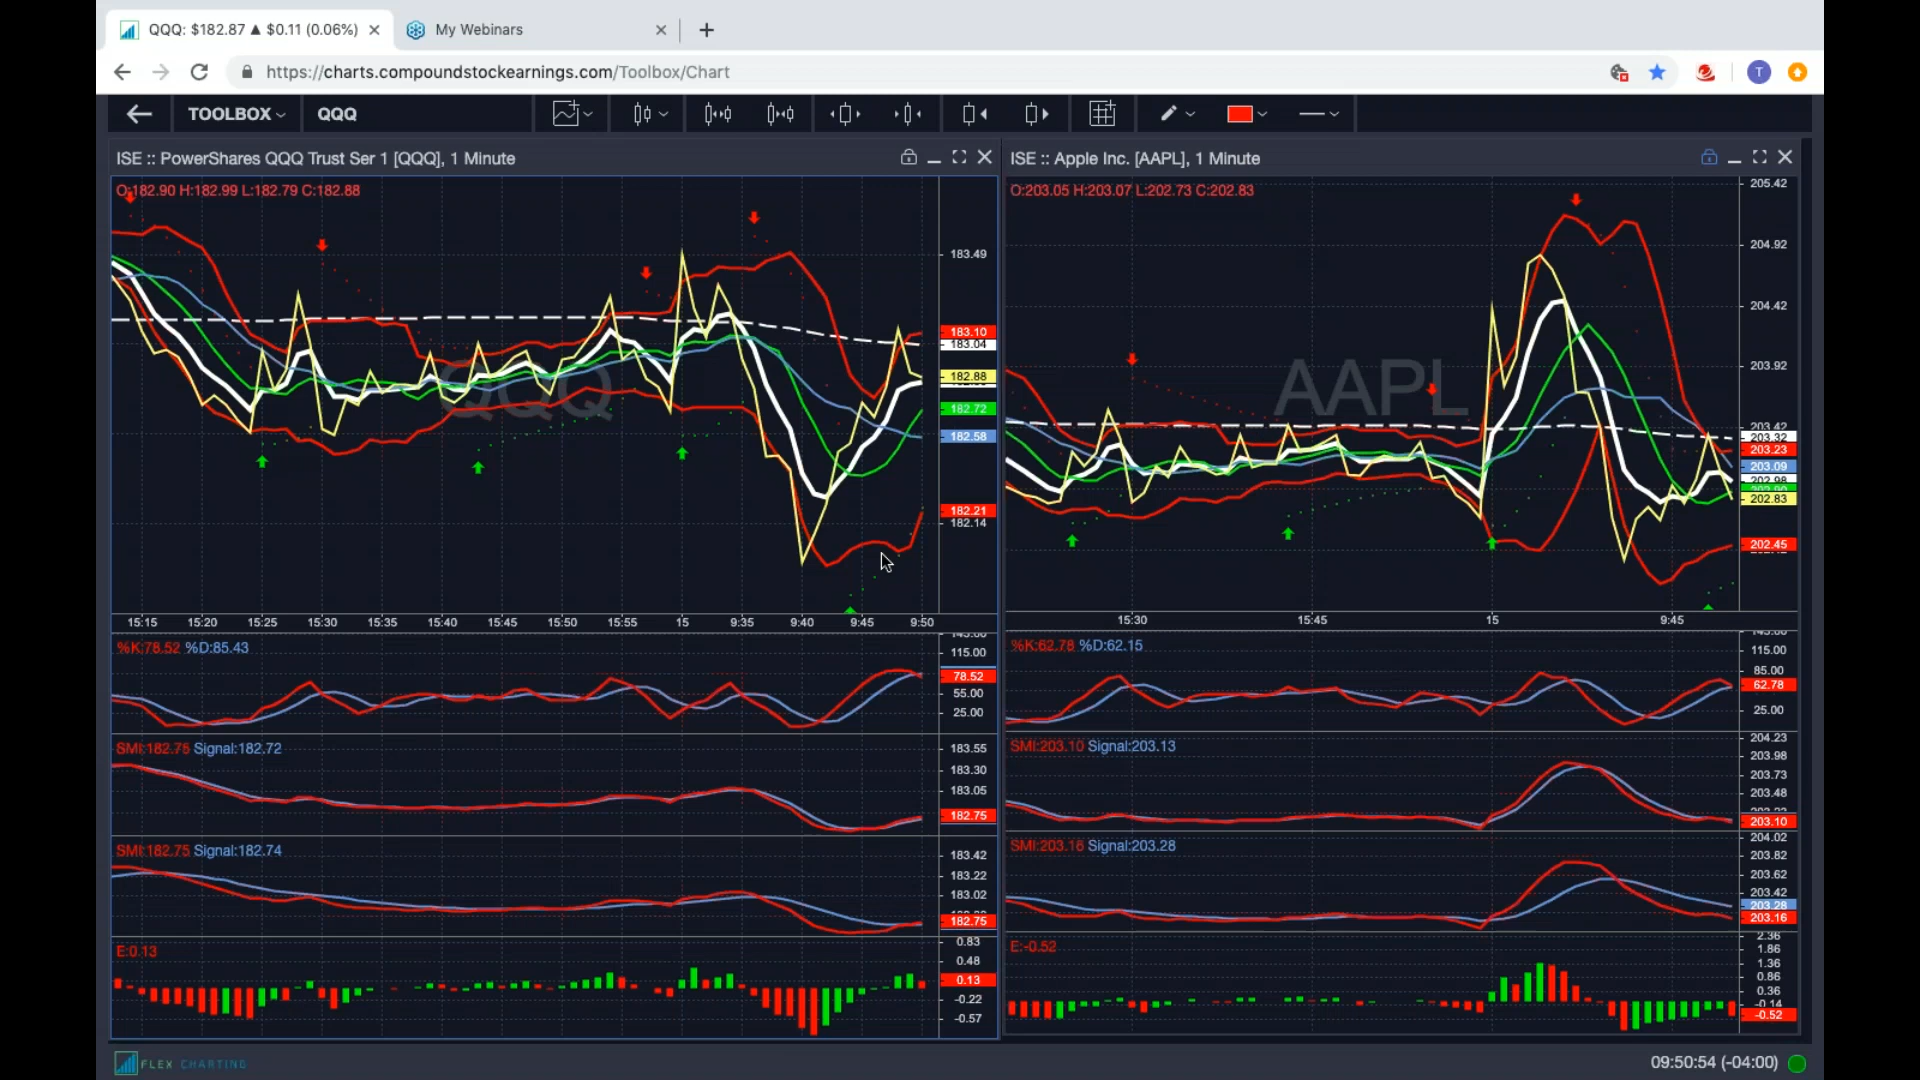 QQQ: $182.87 ▲ $0.11 (0.06%)
My Webinars
https://charts.compoundstockearnings.com/Toolbox/Chart
T
TOOLBOX
QQQ
ISE :: PowerShares QQQ Trust Ser 1 [QQQ], 1 Minute
O:182.90 H:182.99 L:182.79 C:182.88
QQQ
183.49
183.10
183.04
182.88
182.72
182.58
182.21
182.14
15:15 15:20 15:25 15:30 15:35 15:40 15:45 15:50 15:55 15 9:35 9:40 9:45 9:50
%K:78.52 %D:85.43
115.00
78.52
55.00
25.00
SMI:182.75 Signal:182.72
183.55
183.30
183.05
182.75
SMI:182.75 Signal:182.74
183.42
183.22
183.02
182.75
E:0.13
0.83
0.48
0.13
-0.22
-0.57
ISE :: Apple Inc. [AAPL], 1 Minute
O:203.05 H:203.07 L:202.73 C:202.83
AAPL
205.42
204.92
204.42
203.92
203.42
203.32
203.23
203.09
202.98
202.83
202.45
15:30 15:45 15 9:45
%K:62.78 %D:62.15
115.00
85.00
62.78
25.00
SMI:203.10 Signal:203.13
204.23
203.98
203.73
203.48
203.10
SMI:203.16 Signal:203.28
204.02
203.82
203.62
203.42
203.28
203.16
E:-0.52
2.36
1.86
1.36
0.86
0.36
-0.14
-0.52
FLEX CHARTING
09:50:54 (-04:00)